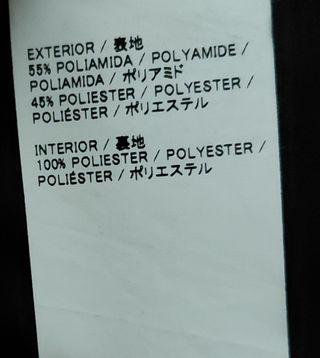 EXTERIOR / 表地
55% POLIAMIDA / POLYAMIDE /
POLIAMIDA / ポリアミド
45% POLIESTER / POLYESTER /
POLIÉSTER / ポリエステル
INTERIOR / 裏地
100% POLIESTER / POLYESTER /
POLIÉSTER / ポリエステル